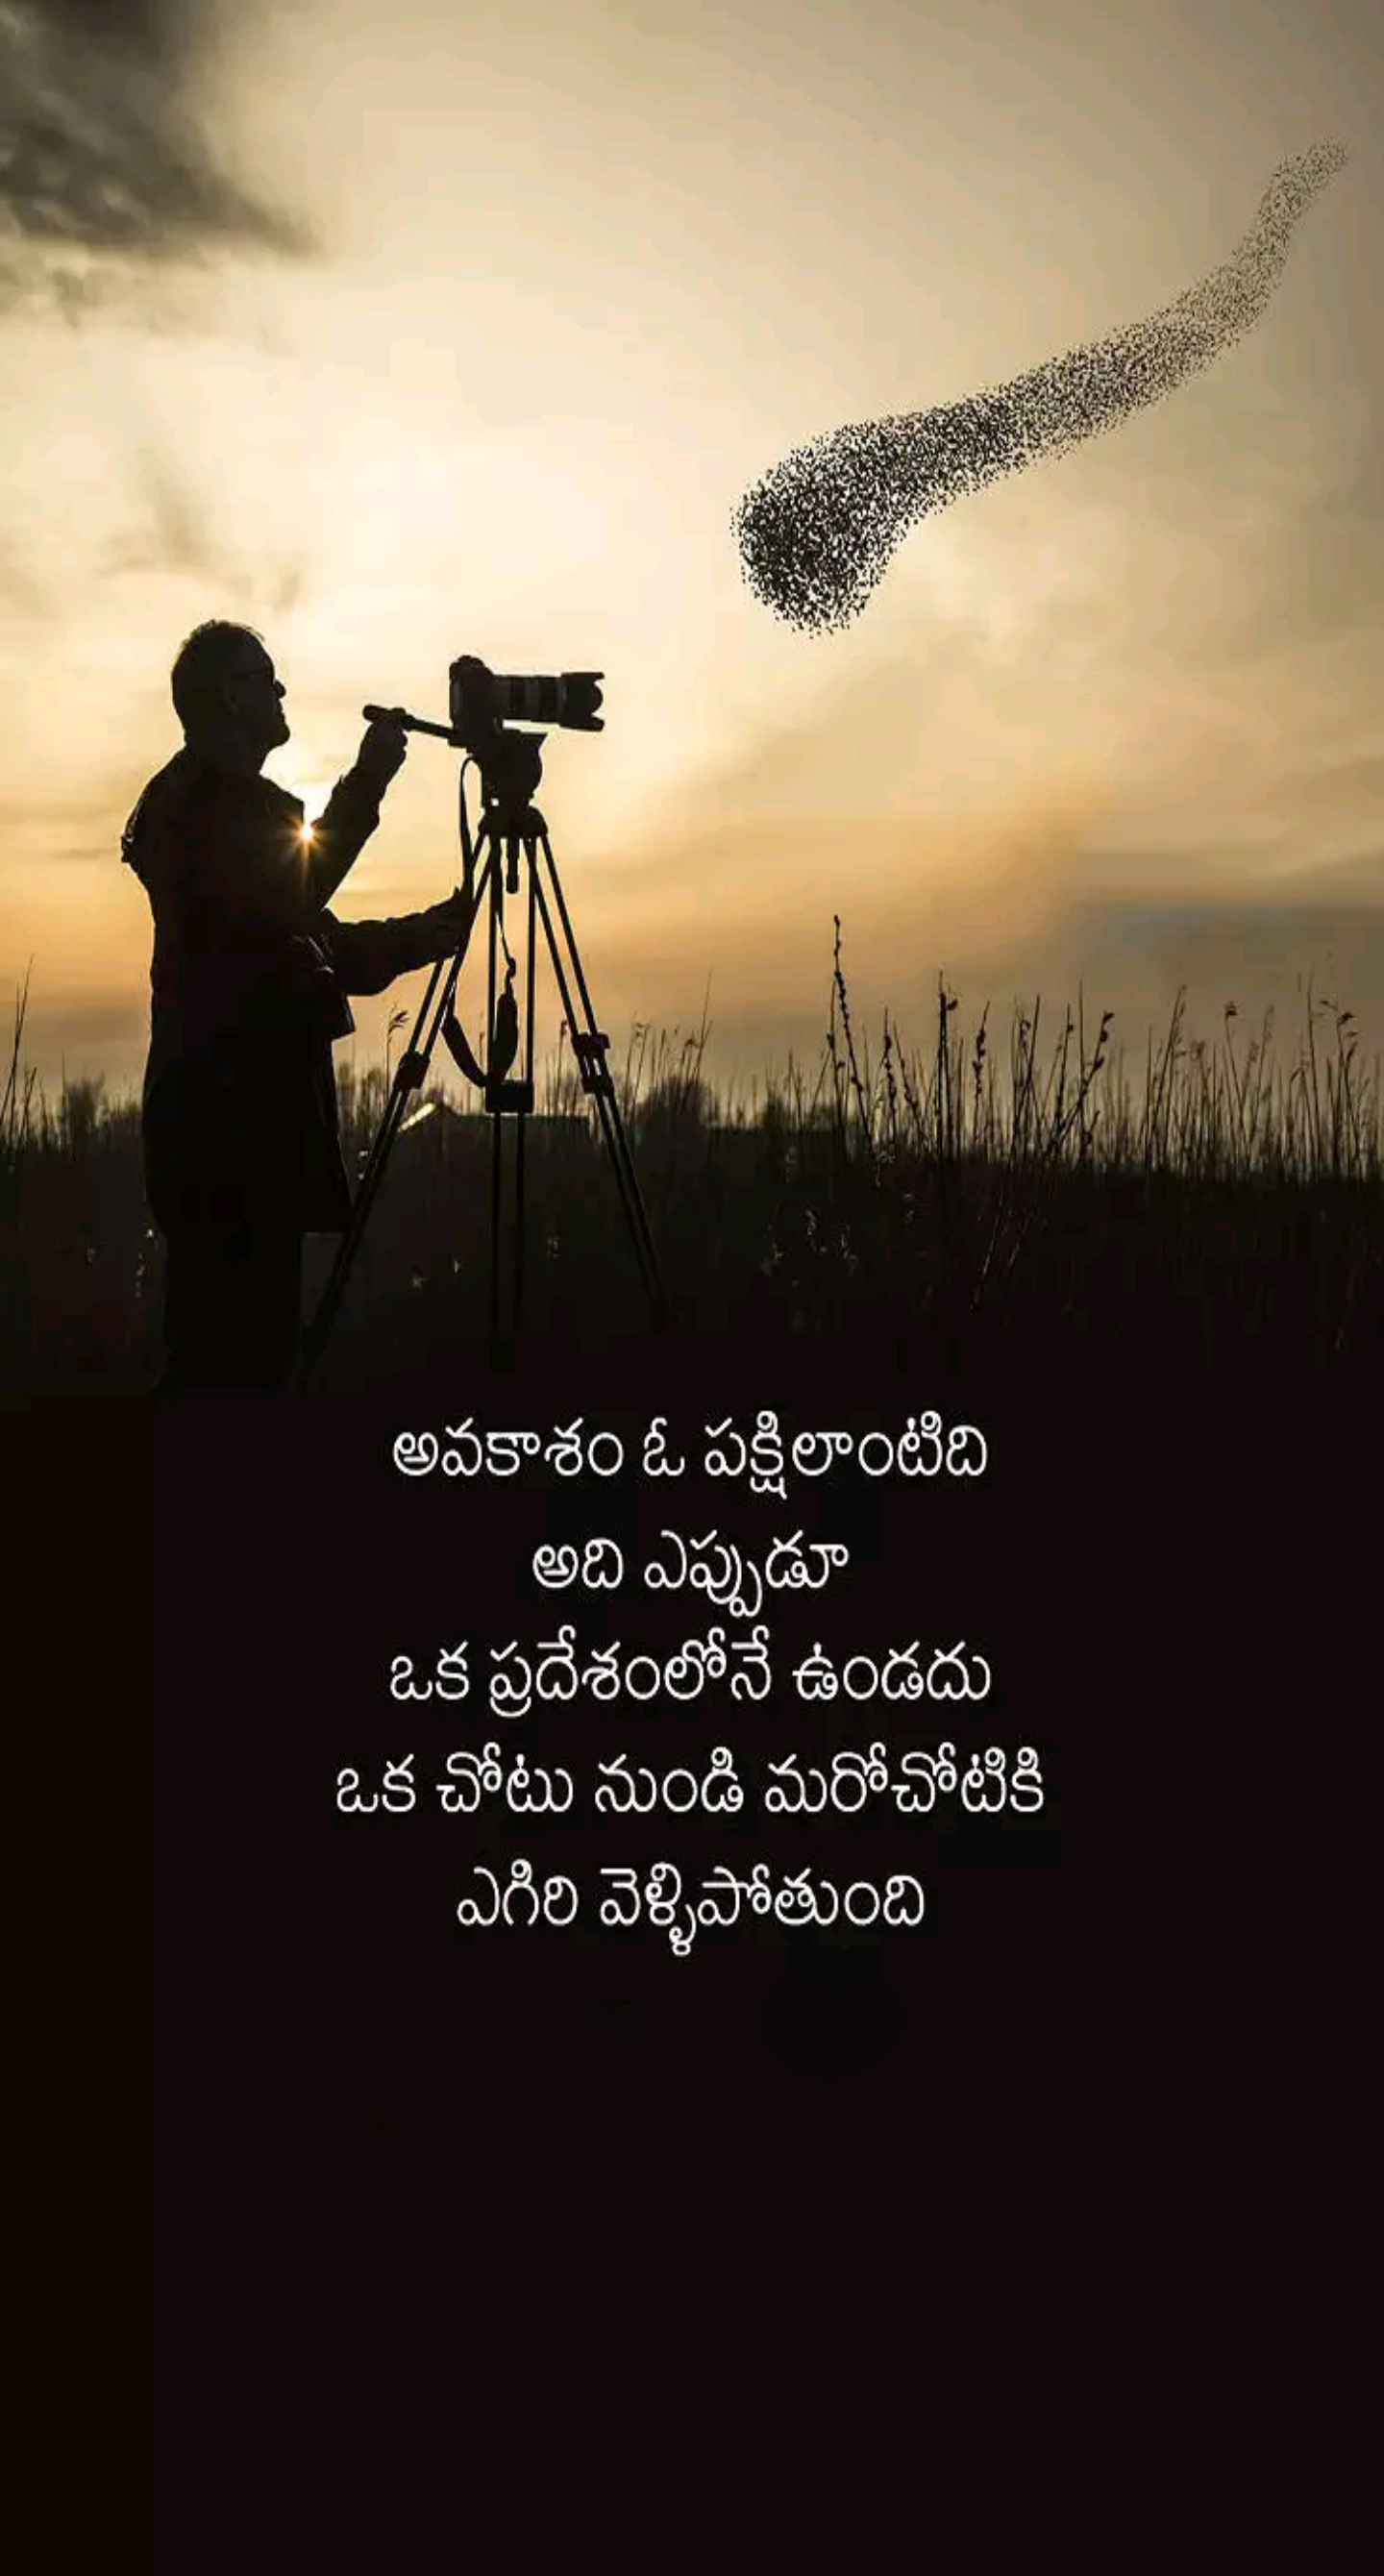 అవకాశం ఓ పక్షిలాంటిది
అది ఎప్పుడూ
ఒక ప్రదేశంలోనే ఉండదు
ఒక చోటు నుండి మరోచోటికి
ఎగిరి వెళ్ళిపోతుంది